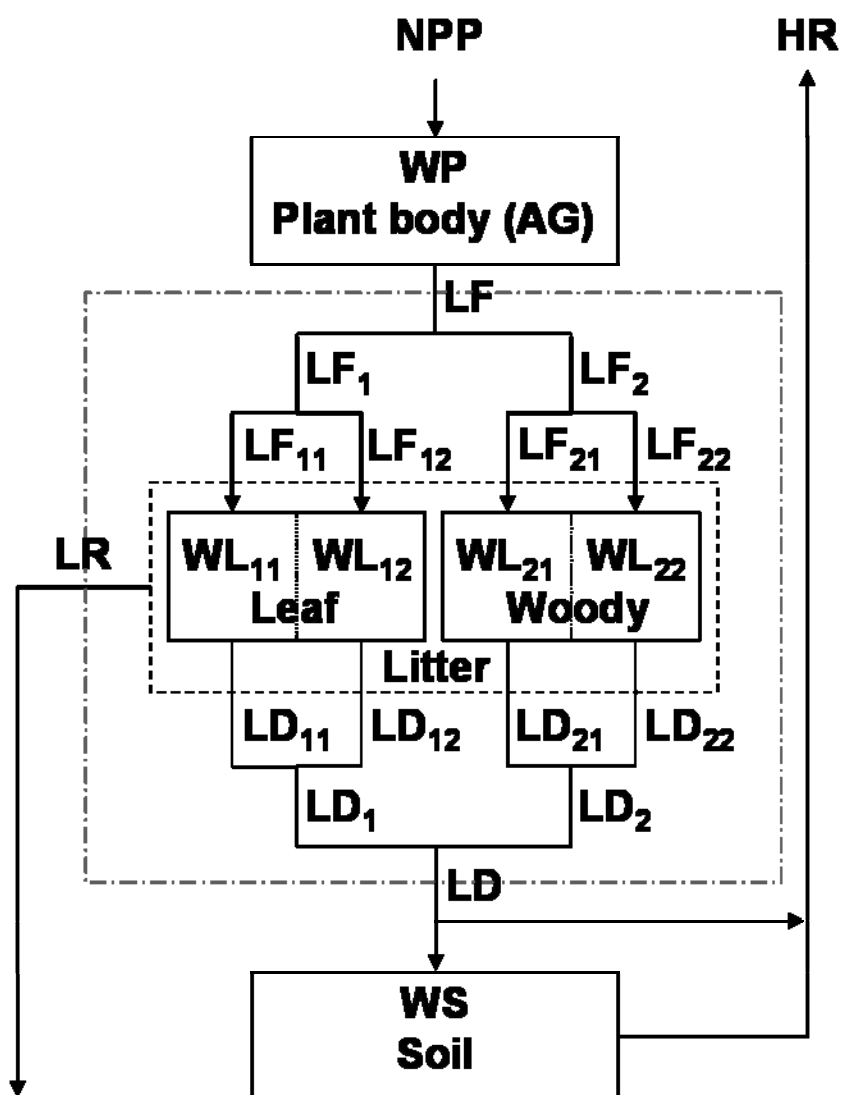 NPP HR
WP
Plant body (AG)
LF
LF₁ LF₂
LF₁₁ LF₁₂ LF₂₁ LF₂₂
LR
WL₁₁ WL₁₂ WL₂₁ WL₂₂
Leaf Woody
Litter
LD₁₁ LD₁₂ LD₂₁ LD₂₂
LD₁ LD₂
LD
WS
Soil